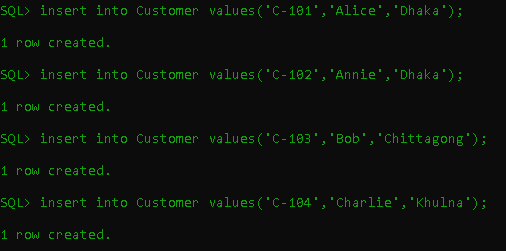 SQL> insert into Customer values('C-101','Alice','Dhaka');
1 row created.
SQL> insert into Customer values('C-102','Annie','Dhaka');
1 row created.
SQL> insert into Customer values('C-103','Bob','Chittagong');
1 row created.
SQL> insert into Customer values('C-104','Charlie','Khulna');
1 row created.